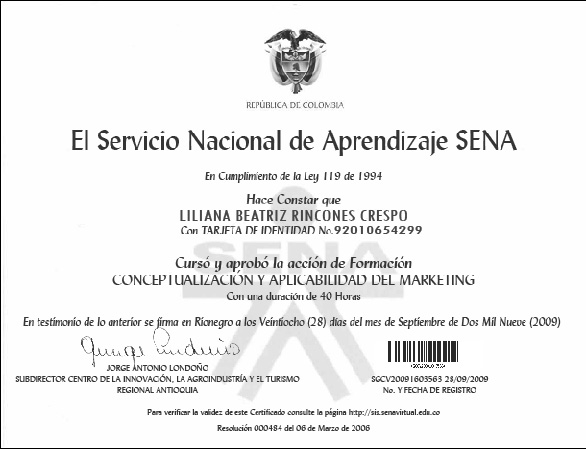 REPÚBLICA DE COLOMBIA
El Servicio Nacional de Aprendizaje SENA
En Cumplimiento de la Ley 119 de 1994
Hace Constar que
LILIANA BEATRIZ RINCONES CRESPO
Con TARJETA DE IDENTIDAD No.92010654299
SENA
Cursó y aprobó la acción de Formación
CONCEPTUALIZACIÓN Y APLICABILIDAD DEL MARKETING
Con una duración de 40 Horas
En testimonio de lo anterior se firma en Rionegro a los Veintiocho (28) días del mes de Septiembre de Dos Mil Nueve (2009)
JORGE ANTONIO LONDOÑO
SUBDIRECTOR CENTRO DE LA INNOVACIÓN, LA AGROINDUSTRIA Y EL TURISMO
REGIONAL ANTIOQUIA
SGCV20091603563 28/09/2009
No. Y FECHA DE REGISTRO
Para verificar la validez de este Certificado consulte la página http://sis.senavirtual.edu.co
Resolución 000484 del 06 de Marzo de 2006